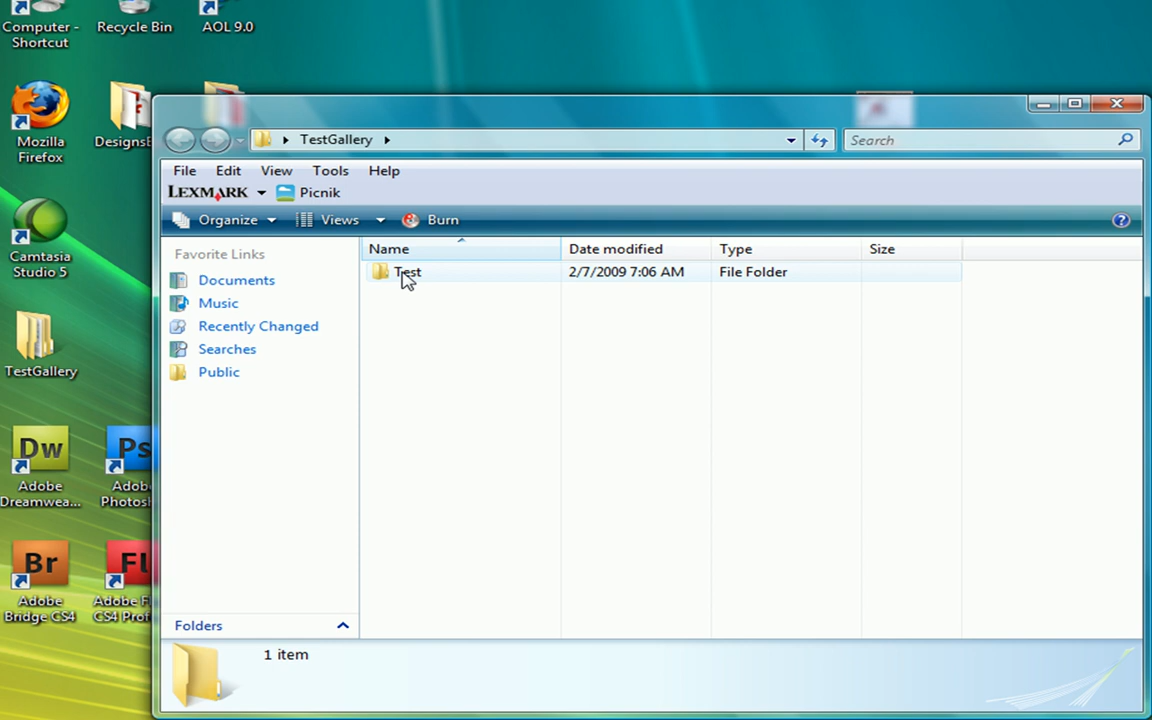 Computer -
Shortcut
Recycle Bin
AOL 9.0
Mozilla
Firefox
TestGallery
Search
File Edit View Tools Help
LEXMARK Picnik
Organize Views Burn
Favorite Links
Documents
Music
Recently Changed
Searches
Public
Folders
Name Date modified Type Size
Test 2/7/2009 7:06 AM File Folder
1 item
Camtasia
Studio 5
TestGallery
Dw
Adobe
Dreamwea...
Ps
Adob
Photosh
Br
Adobe
Bridge CS4
Fl
Adobe F
CS4 Prof